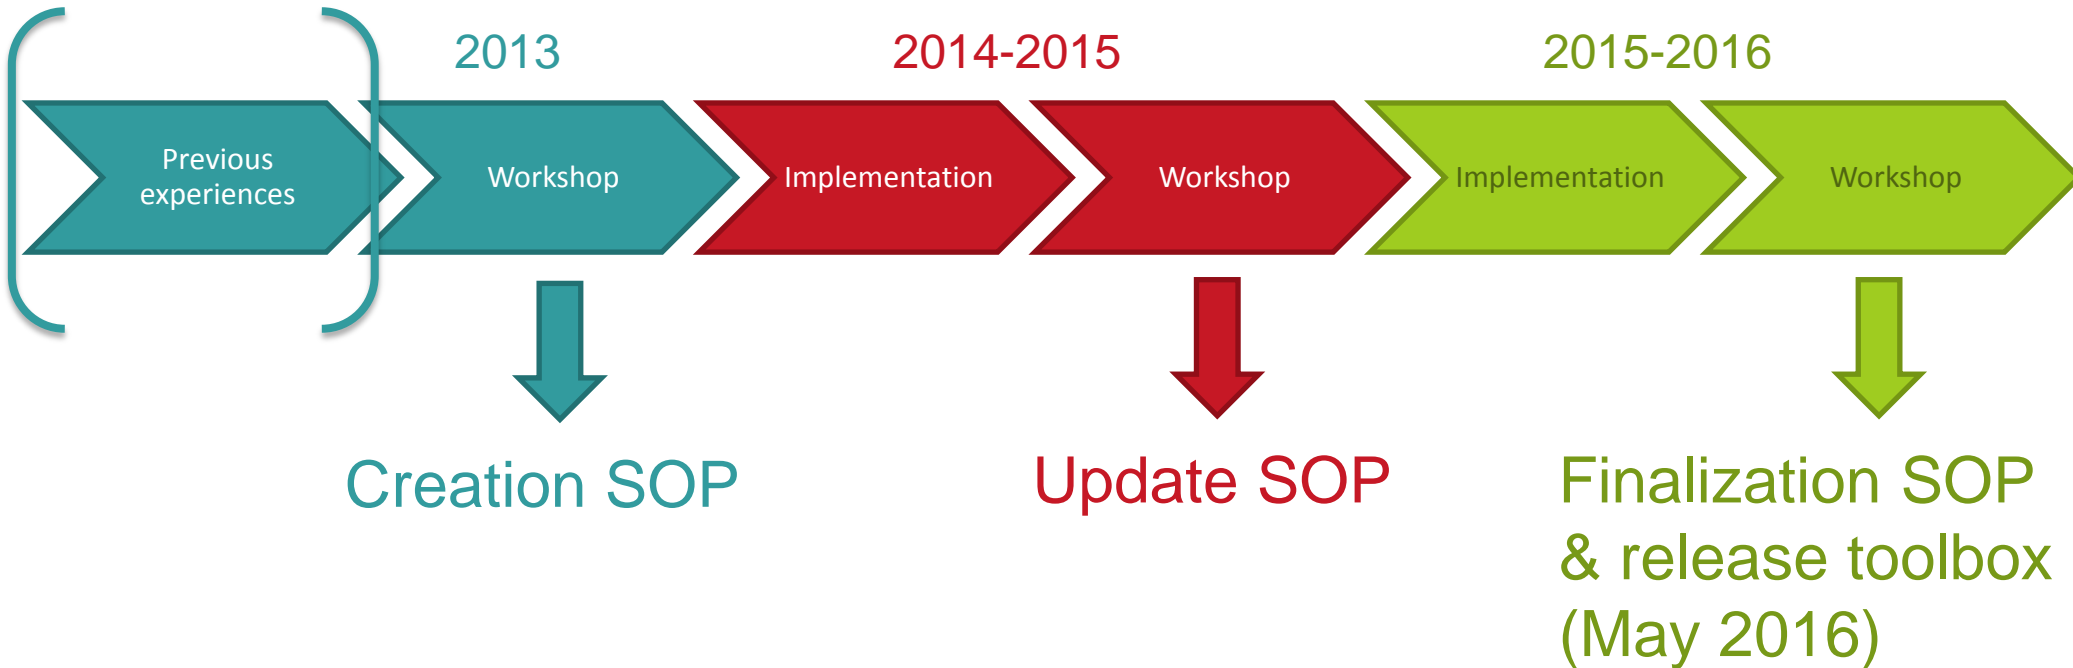 2013
2014-2015
2015-2016
Previous
experiences
Workshop
Implementation
Workshop
Implementation
Workshop
Creation SOP
Update SOP
Finalization SOP
& release toolbox
(May 2016)